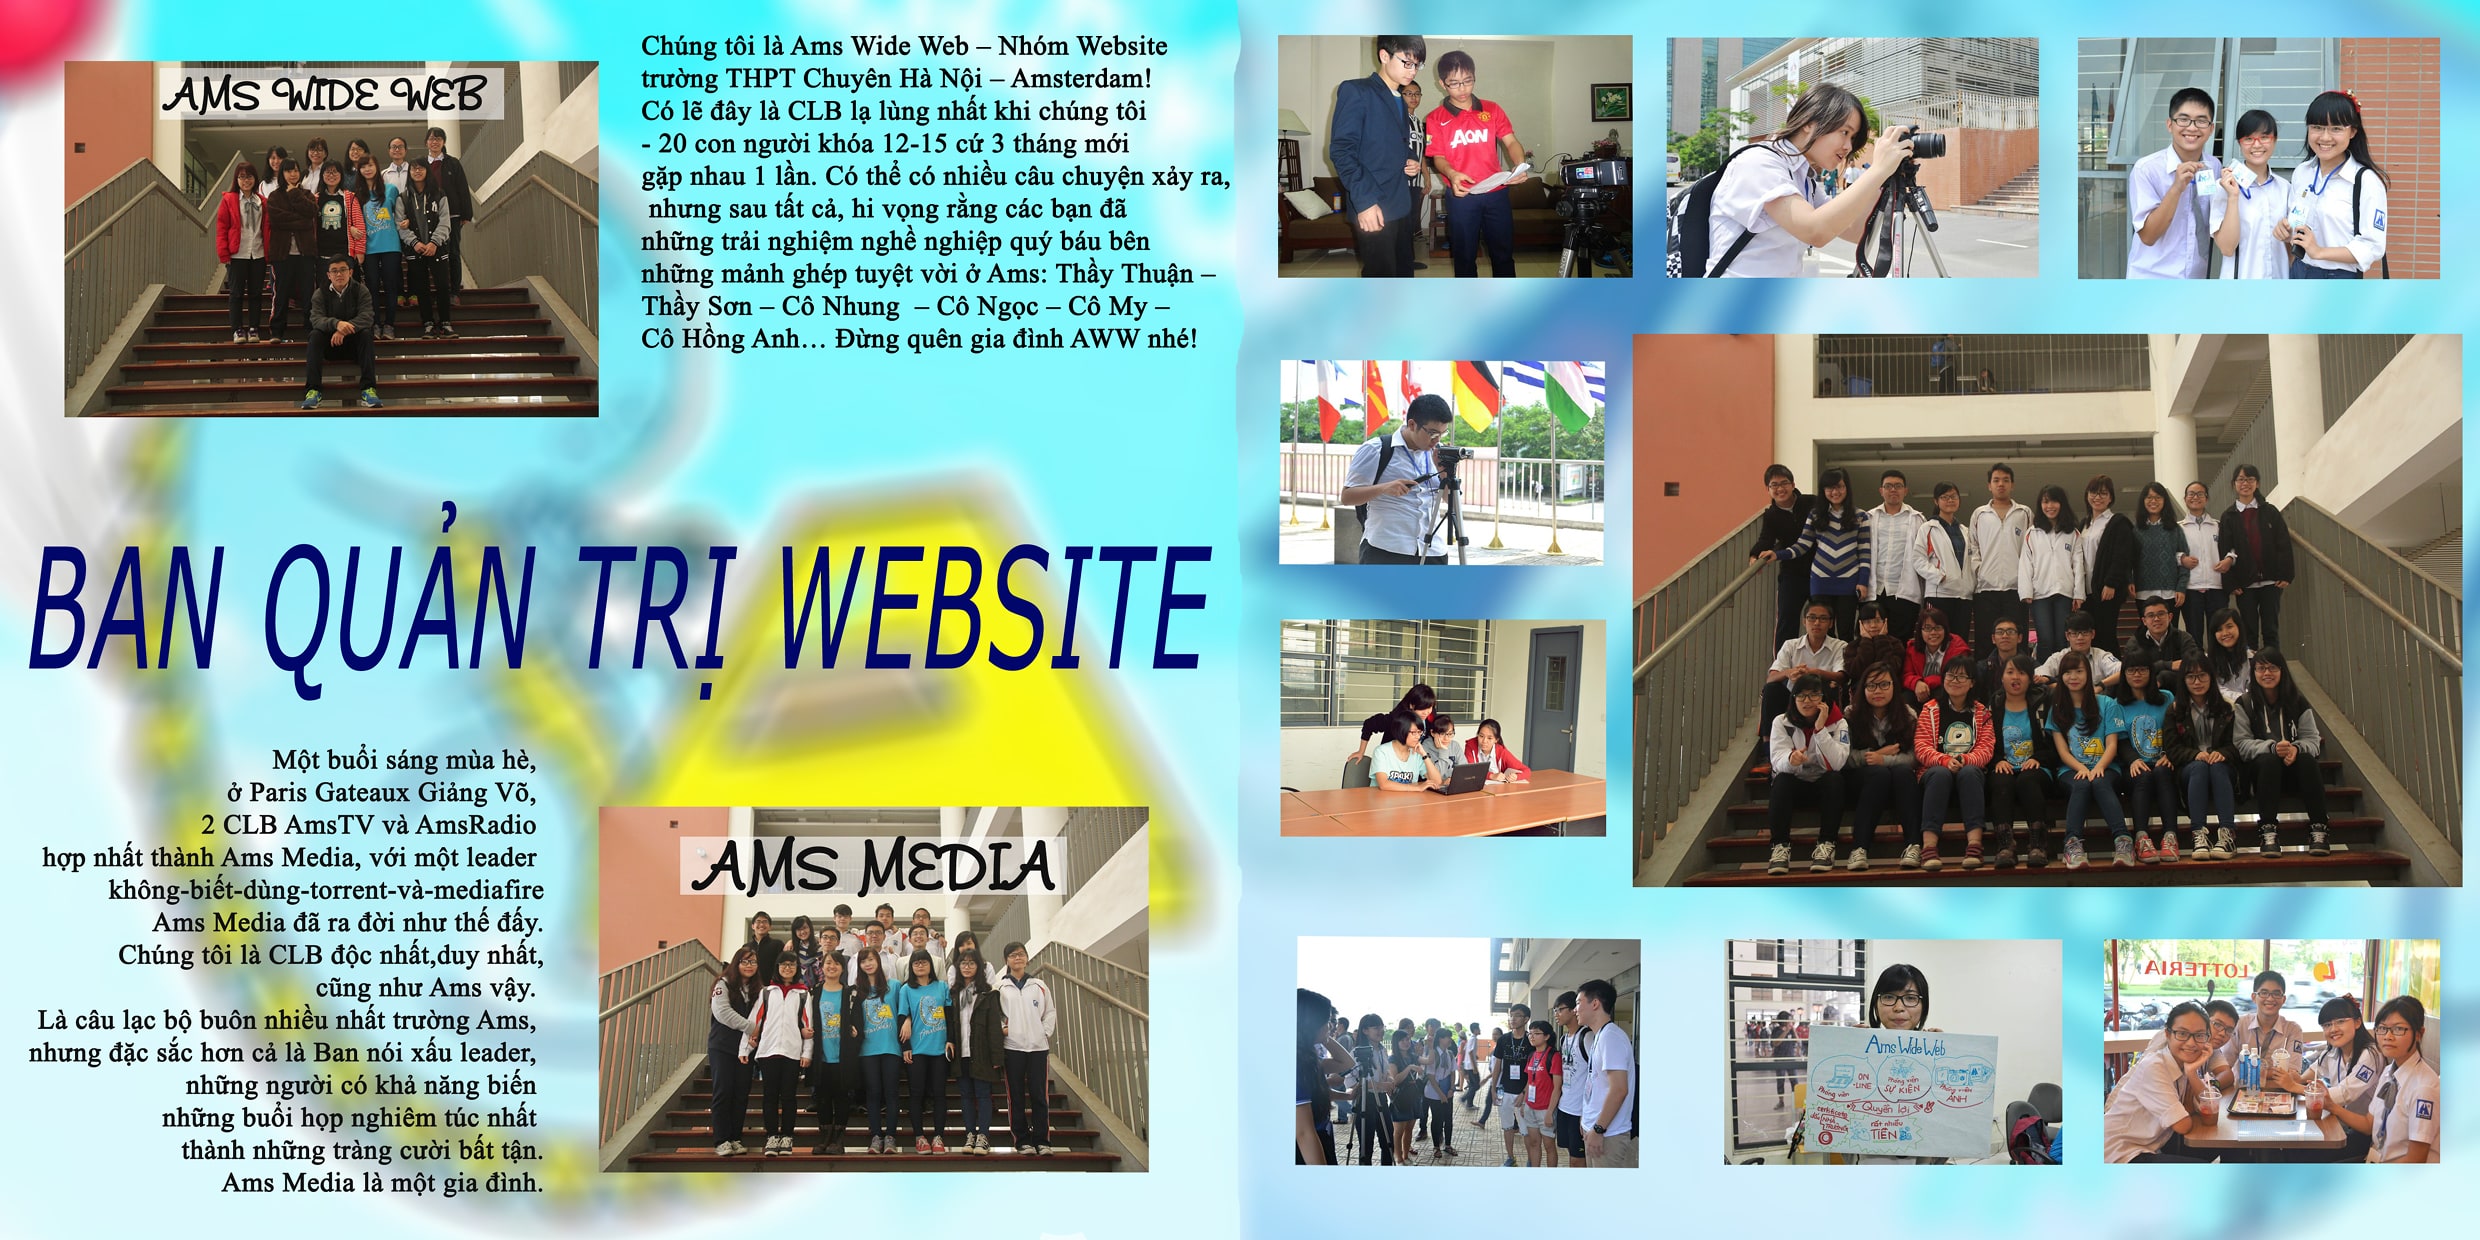 AMS WIDE WEB
Chúng tôi là Ams Wide Web – Nhóm Website
trường THPT Chuyên Hà Nội – Amsterdam!
Có lẽ đây là CLB lạ lùng nhất khi chúng tôi
- 20 con người khóa 12-15 cứ 3 tháng mới
gặp nhau 1 lần. Có thể có nhiều câu chuyện xảy ra,
nhưng sau tất cả, hi vọng rằng các bạn đã
những trải nghiệm nghề nghiệp quý báu bên
những mảnh ghép tuyệt vời ở Ams: Thầy Thuận –
Thầy Sơn – Cô Nhung – Cô Ngọc – Cô My –
Cô Hồng Anh… Đừng quên gia đình AWW nhé!
BAN QUẢN TRỊ WEBSITE
Một buổi sáng mùa hè,
ở Paris Gateaux Giảng Võ,
2 CLB AmsTV và AmsRadio
hợp nhất thành Ams Media, với một leader
không-biết-dùng-torrent-và-mediafire
Ams Media đã ra đời như thế đấy.
Chúng tôi là CLB độc nhất,duy nhất,
cũng như Ams vậy.
Là câu lạc bộ buôn nhiều nhất trường Ams,
nhưng đặc sắc hơn cả là Ban nói xấu leader,
những người có khả năng biến
những buổi họp nghiêm túc nhất
thành những tràng cười bất tận.
Ams Media là một gia đình.
AMS MEDIA
AON
Ams Wide Web
ON
-LINE
Phóng viên
Phóng viên
SỰ KIỆN
Phóng viên
ẢNH
Quyền lợi
rất nhiều
TIỀN
LOTTERIA